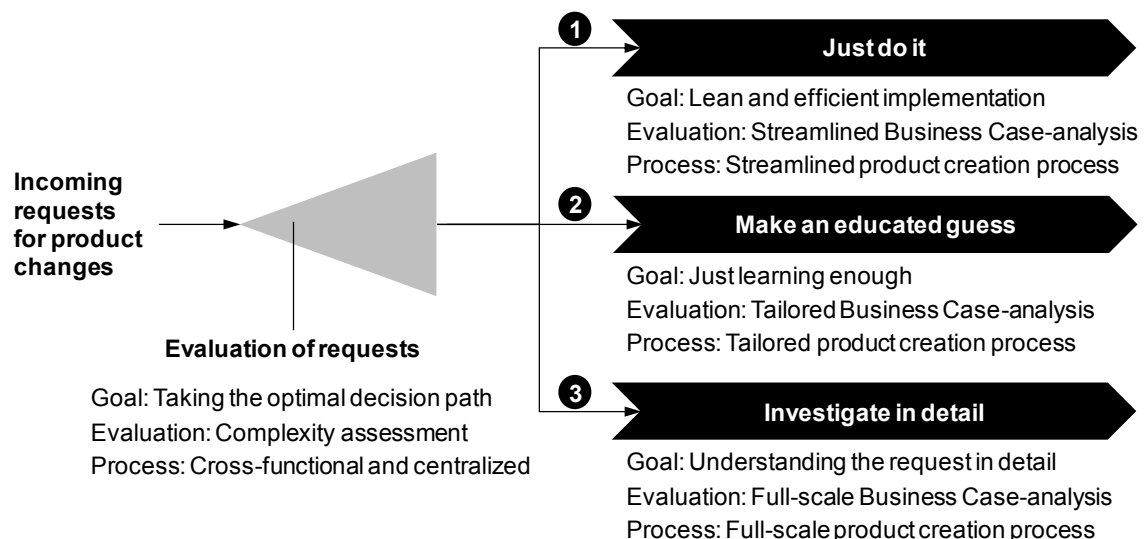 Incoming
requests
for product
changes
Evaluation of requests
Goal: Taking the optimal decision path
Evaluation: Complexity assessment
Process: Cross-functional and centralized
1
Just do it
Goal: Lean and efficient implementation
Evaluation: Streamlined Business Case-analysis
Process: Streamlined product creation process
2
Make an educated guess
Goal: Just learning enough
Evaluation: Tailored Business Case-analysis
Process: Tailored product creation process
3
Investigate in detail
Goal: Understanding the request in detail
Evaluation: Full-scale Business Case-analysis
Process: Full-scale product creation process